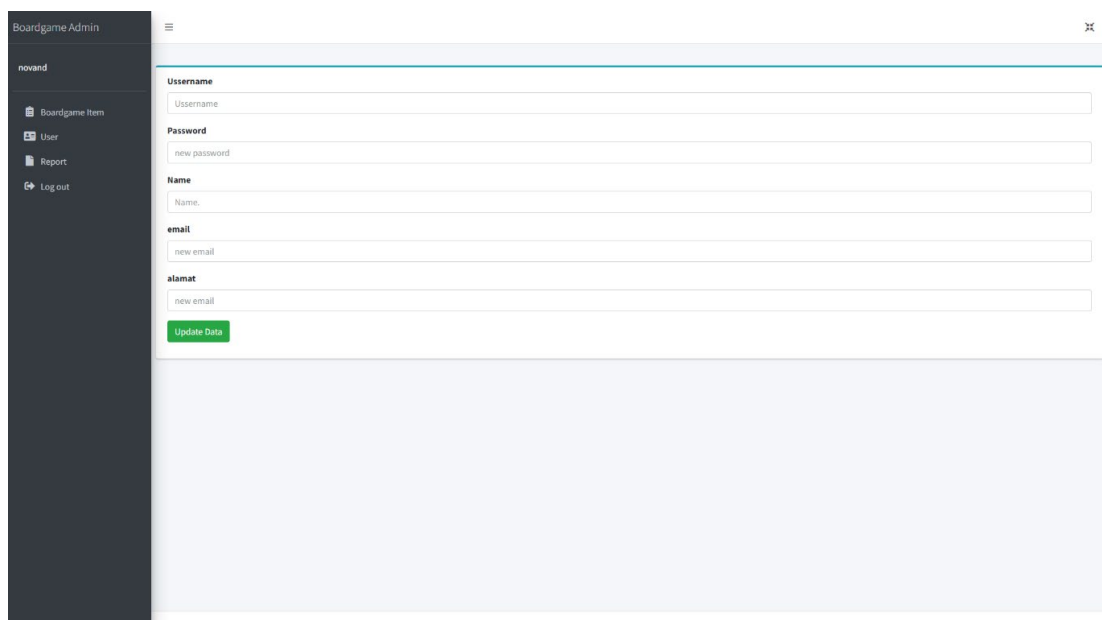 Boardgame Admin
novand
Boardgame Item
User
Report
Log out
Ussername
Ussername
Password
new password
Name
Name.
email
new email
alamat
new email
Update Data